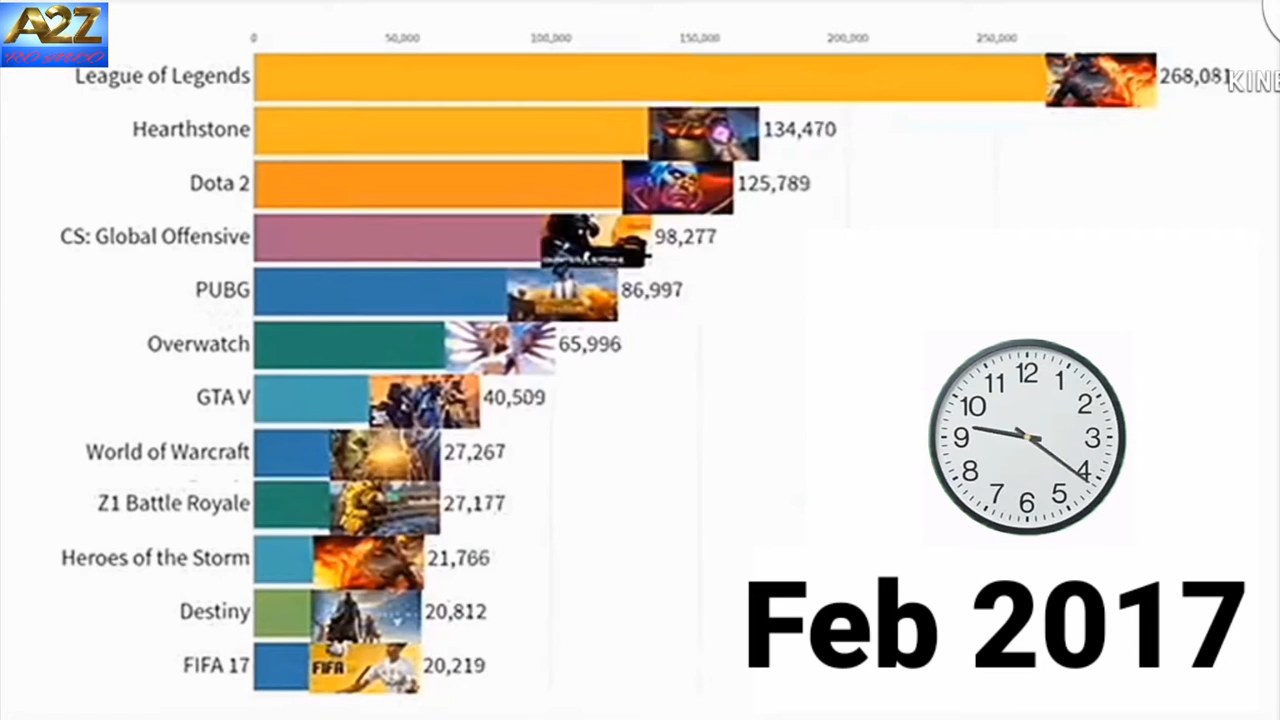 A2Z
ROMEO
0 50,000 100,000 150,000 200,000 250,000
League of Legends 268,081
KINE
Hearthstone 134,470
Dota 2 125,789
CS: Global Offensive 98,277
PUBG 86,997
Overwatch 65,996
GTA V 40,509
World of Warcraft 27,267
Z1 Battle Royale 27,177
Heroes of the Storm 21,766
Destiny 20,812
FIFA 17 20,219
FIFA
12
11 1
10 2
9 3
8 4
7 5
6
Feb 2017